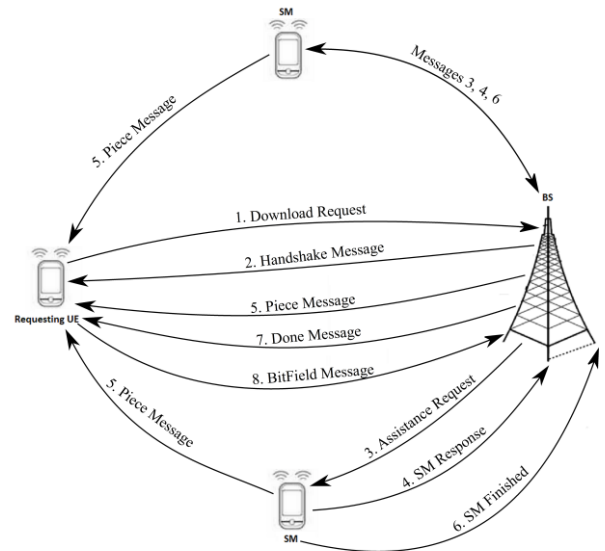 SM
Messages 3, 4, 6
5. Piece Message
BS
1. Download Request
2. Handshake Message
5. Piece Message
Requesting UE
7. Done Message
8. BitField Message
5. Piece Message
3. Assistance Request
4. SM Response
6. SM Finished
SM